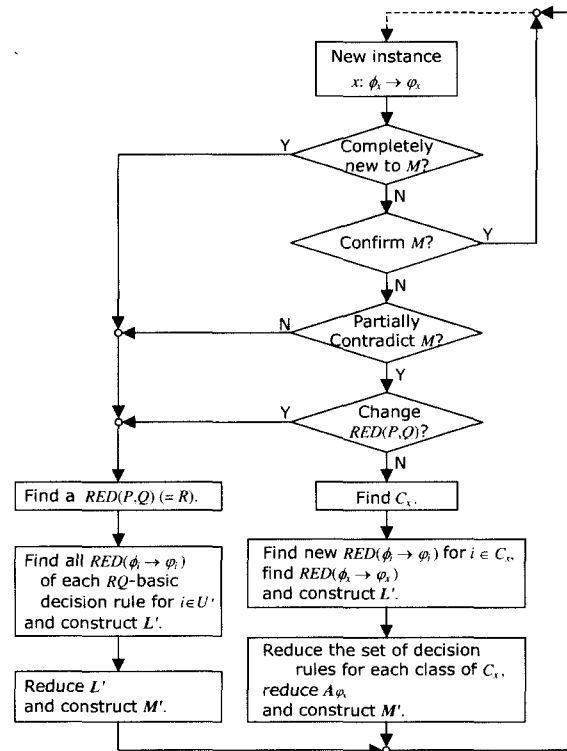 New instance
x: ϕₓ → φₓ
Y
Completely
new to M?
N
Confirm M?
Y
N
N
Partially
Contradict M?
Y
Y
Change
RED(P,Q)?
N
Find a RED(P,Q) (= R).
Find Cₓ.
Find all RED(ϕᵢ → φᵢ)
of each RQ-basic
decision rule for i∈U'
and construct L'.
Find new RED(ϕᵢ → φᵢ) for i ∈ Cₓ,
find RED(ϕₓ → φₓ)
and construct L'.
Reduce L'
and construct M'.
Reduce the set of decision
rules for each class of Cₓ,
reduce Aφₓ
and construct M'.